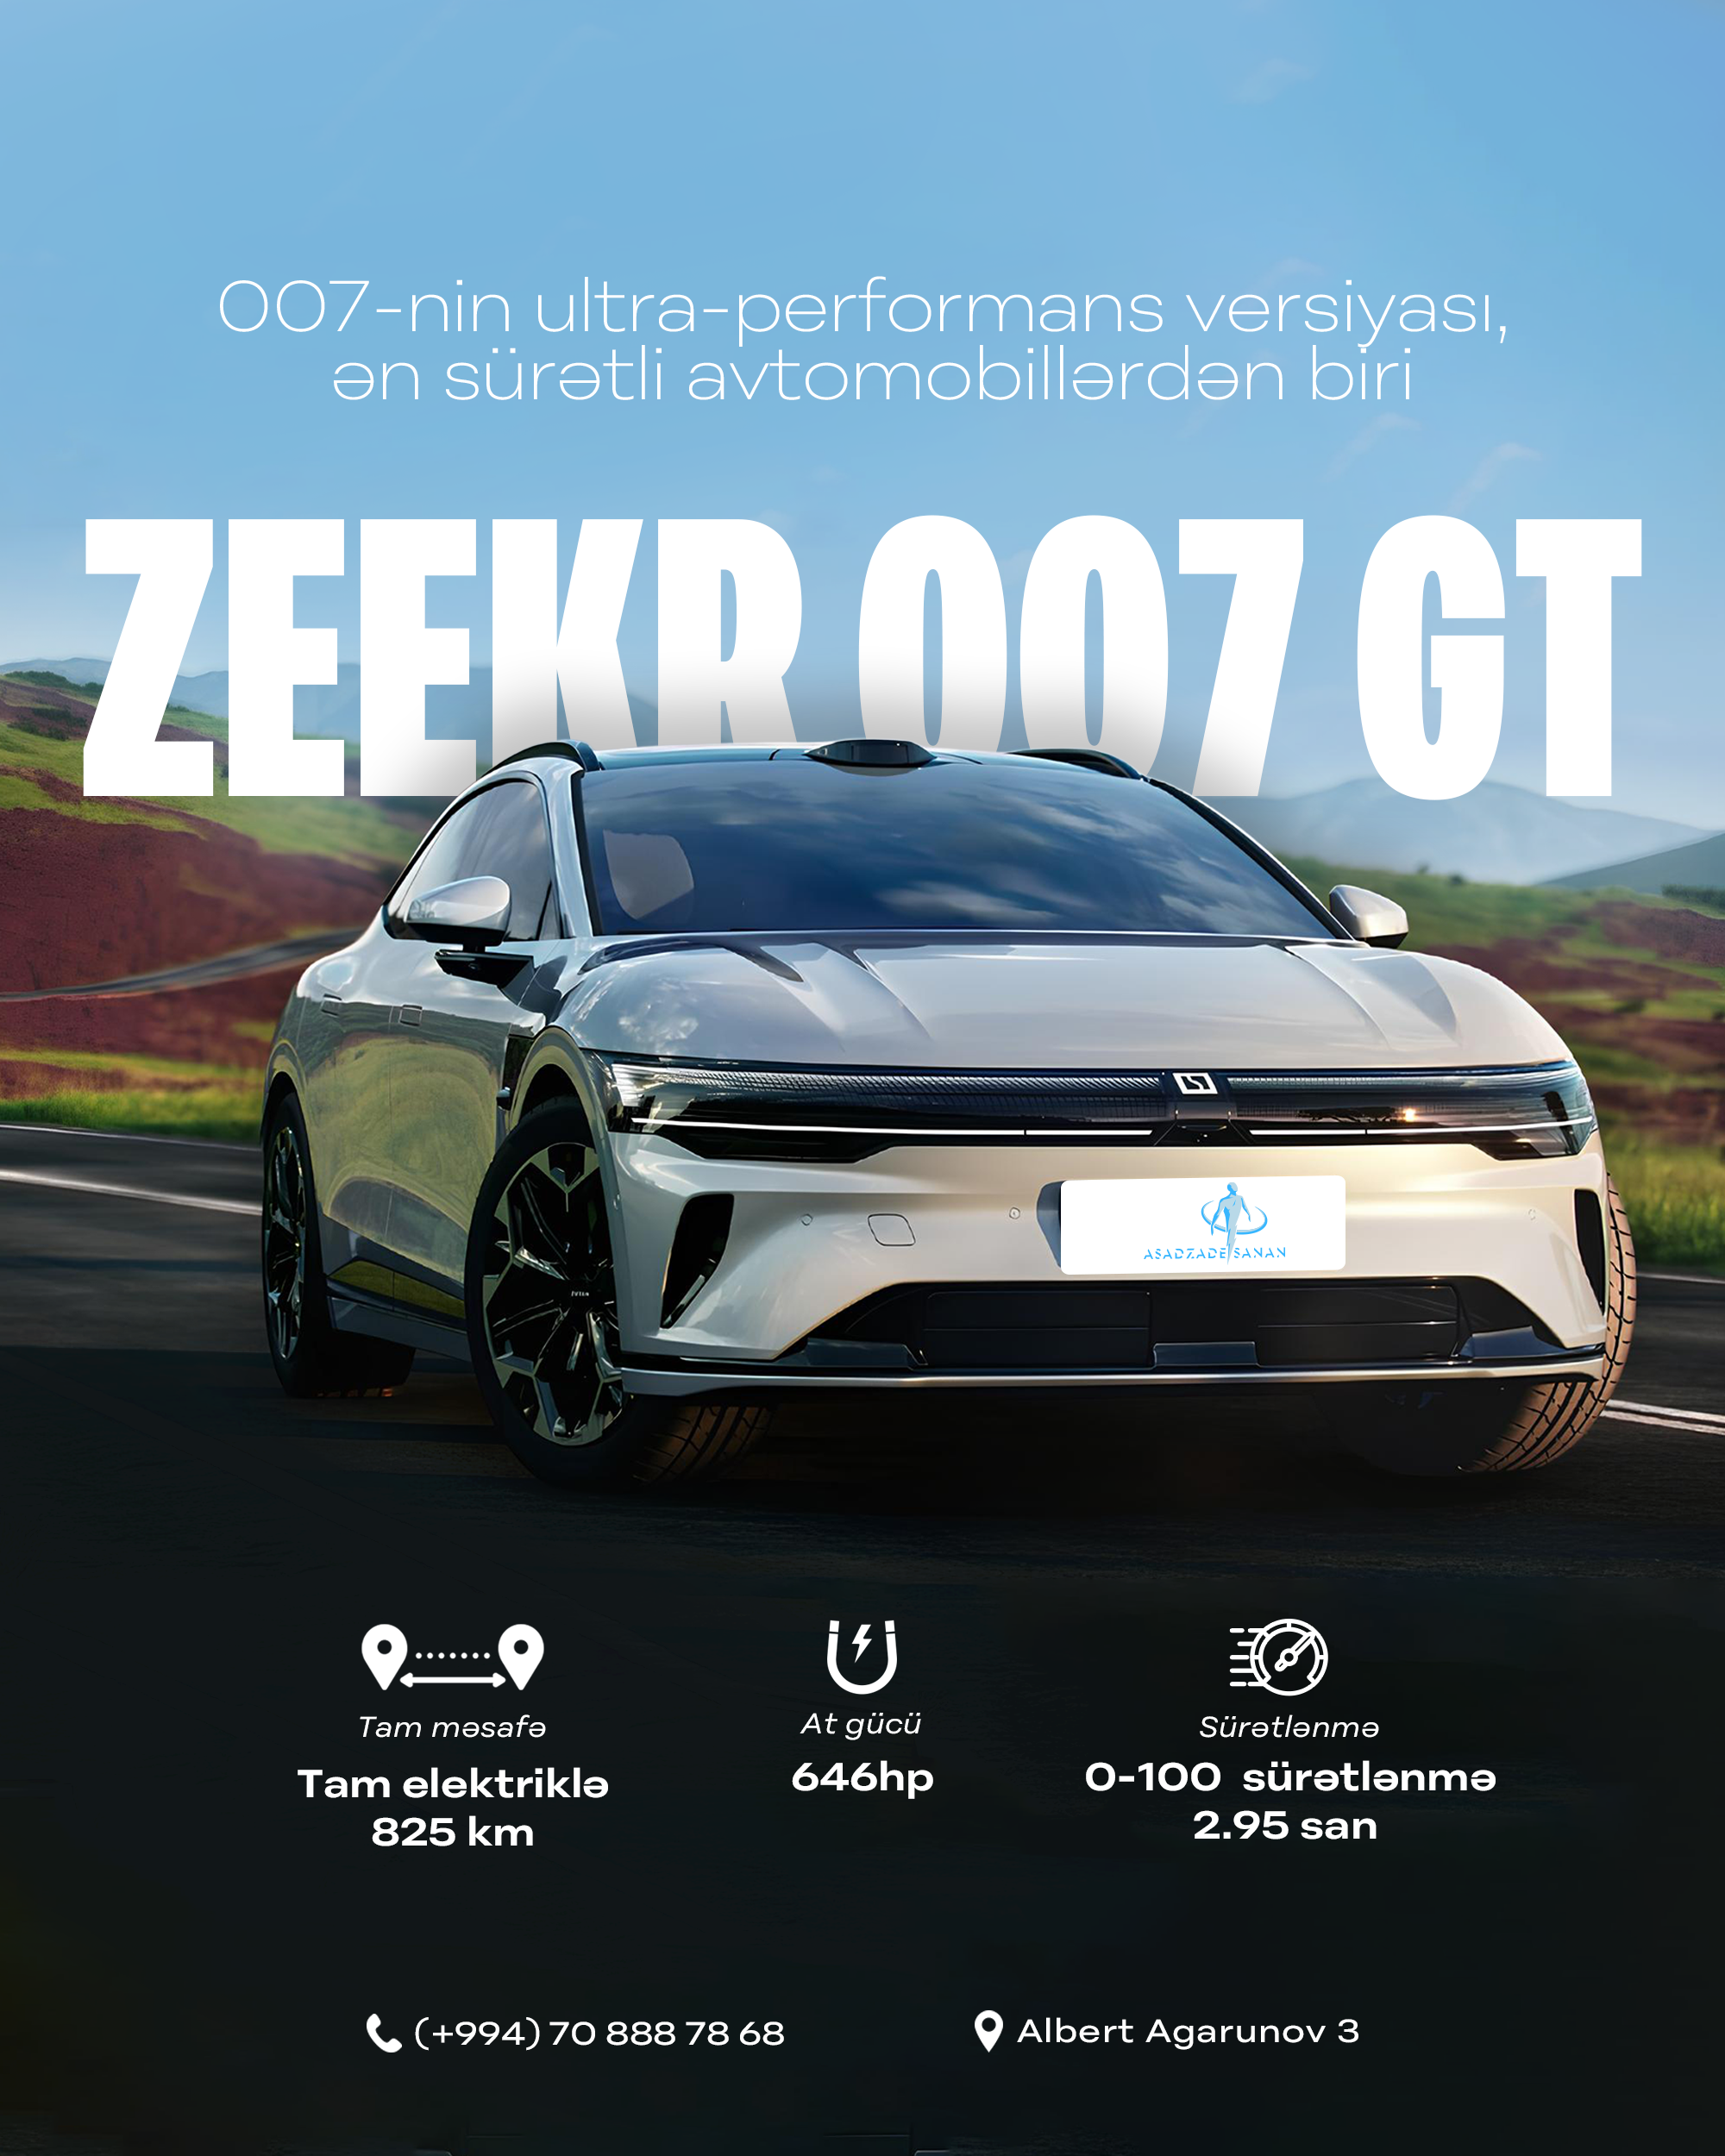 007-nin ultra-performans versiyası,
ən sürətli avtomobillərdən biri
ZEEKR 007 GT
ASADZADE SANAN
Tam məsafə
Tam elektriklə
825 km
At gücü
646hp
Sürətlənmə
0-100 sürətlənmə
2.95 san
(+994) 70 888 78 68
Albert Agarunov 3